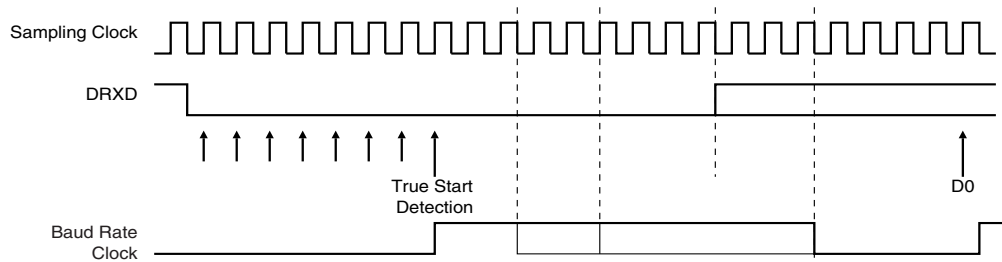 Sampling Clock
DRXD
True Start
Detection
D0
Baud Rate
Clock